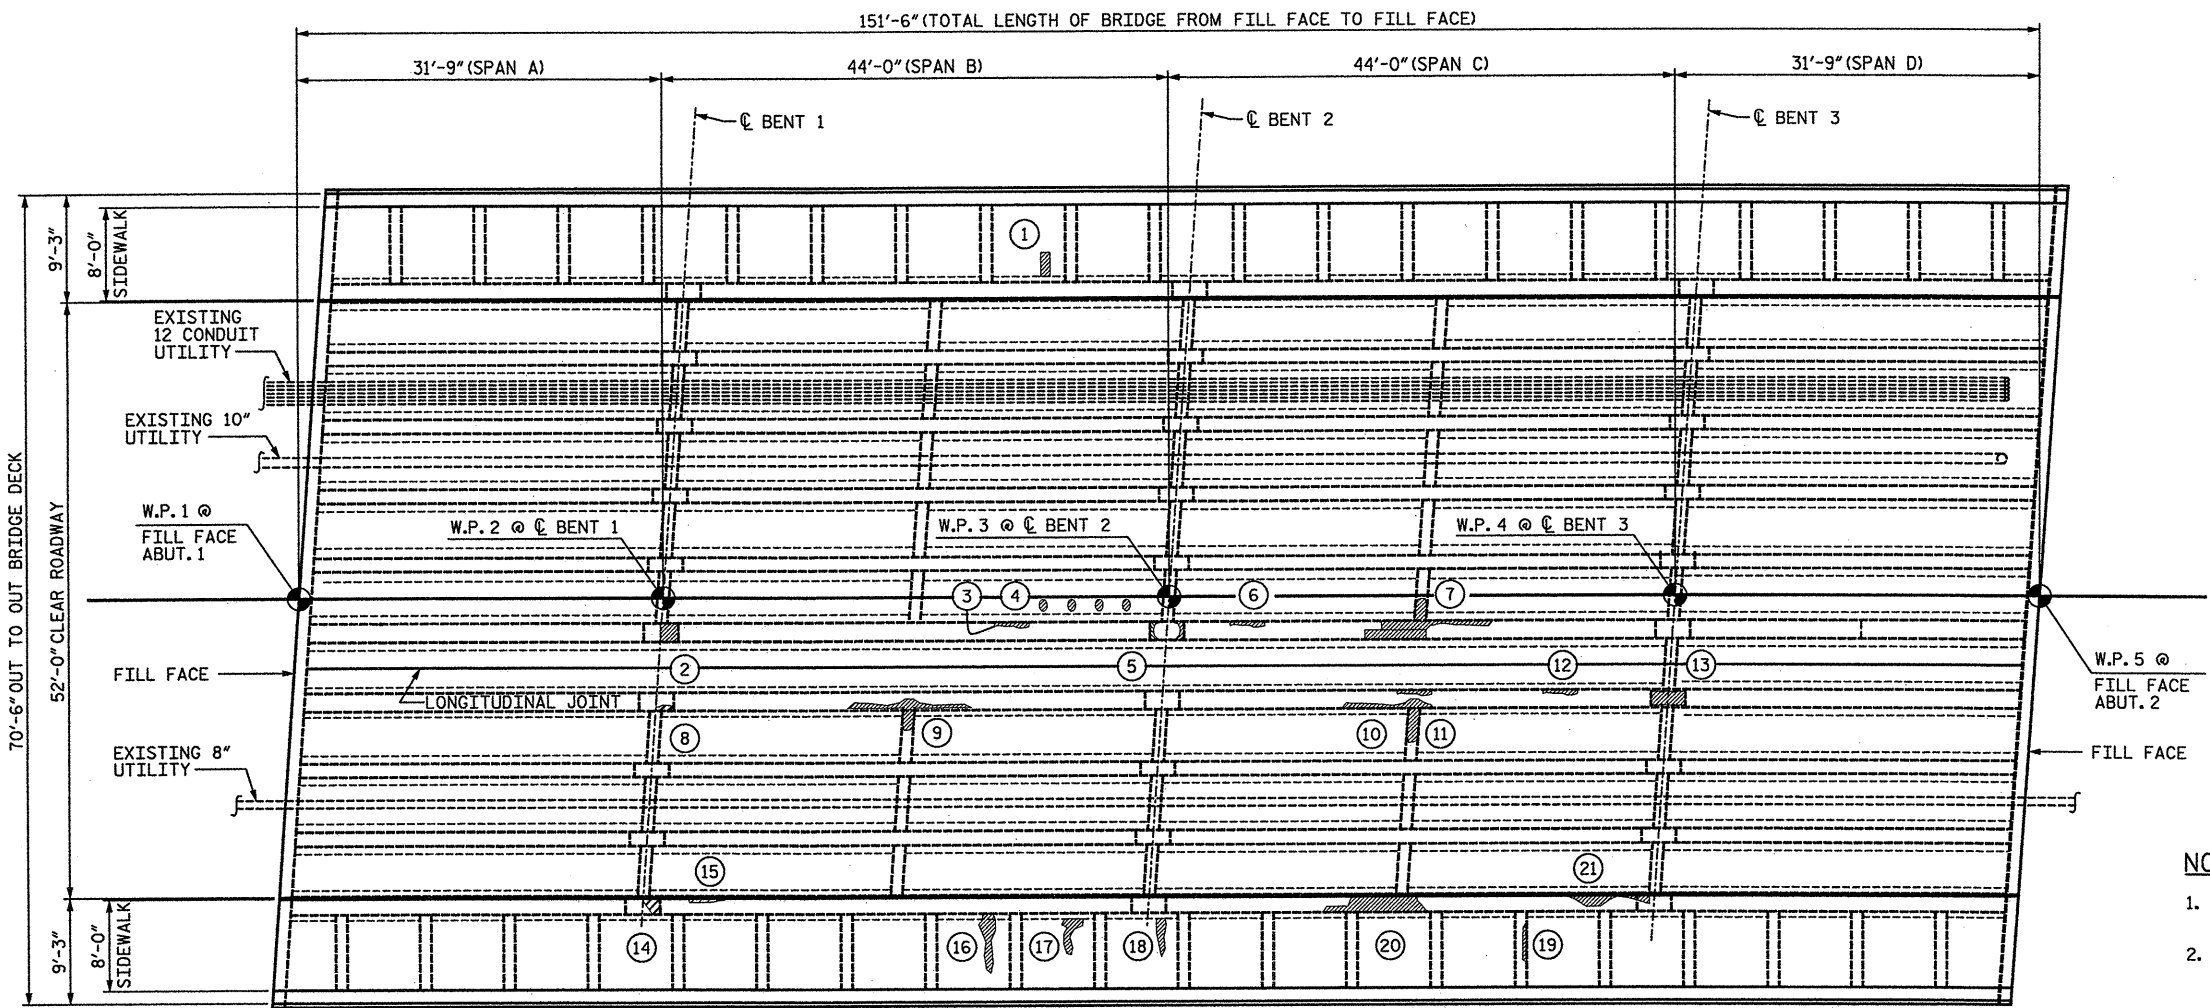 151'-6" (TOTAL LENGTH OF BRIDGE FROM FILL FACE TO FILL FACE)
31'-9" (SPAN A)
44'-0" (SPAN B)
44'-0" (SPAN C)
31'-9" (SPAN D)
℄ BENT 1
℄ BENT 2
℄ BENT 3
9'-3"
8'-0"
SIDEWALK
1
EXISTING
12 CONDUIT
UTILITY
EXISTING 10"
UTILITY
70'-6" OUT TO OUT BRIDGE DECK
52'-0" CLEAR ROADWAY
W.P. 1 @
FILL FACE
ABUT. 1
W.P. 2 @ ℄ BENT 1
W.P. 3 @ ℄ BENT 2
W.P. 4 @ ℄ BENT 3
3
4
6
7
FILL FACE
2
5
12
13
W.P. 5 @
FILL FACE
ABUT. 2
LONGITUDINAL JOINT
8
9
10
11
EXISTING 8"
UTILITY
FILL FACE
15
21
9'-3"
8'-0"
SIDEWALK
14
16
17
18
20
19
NO
1.
2.